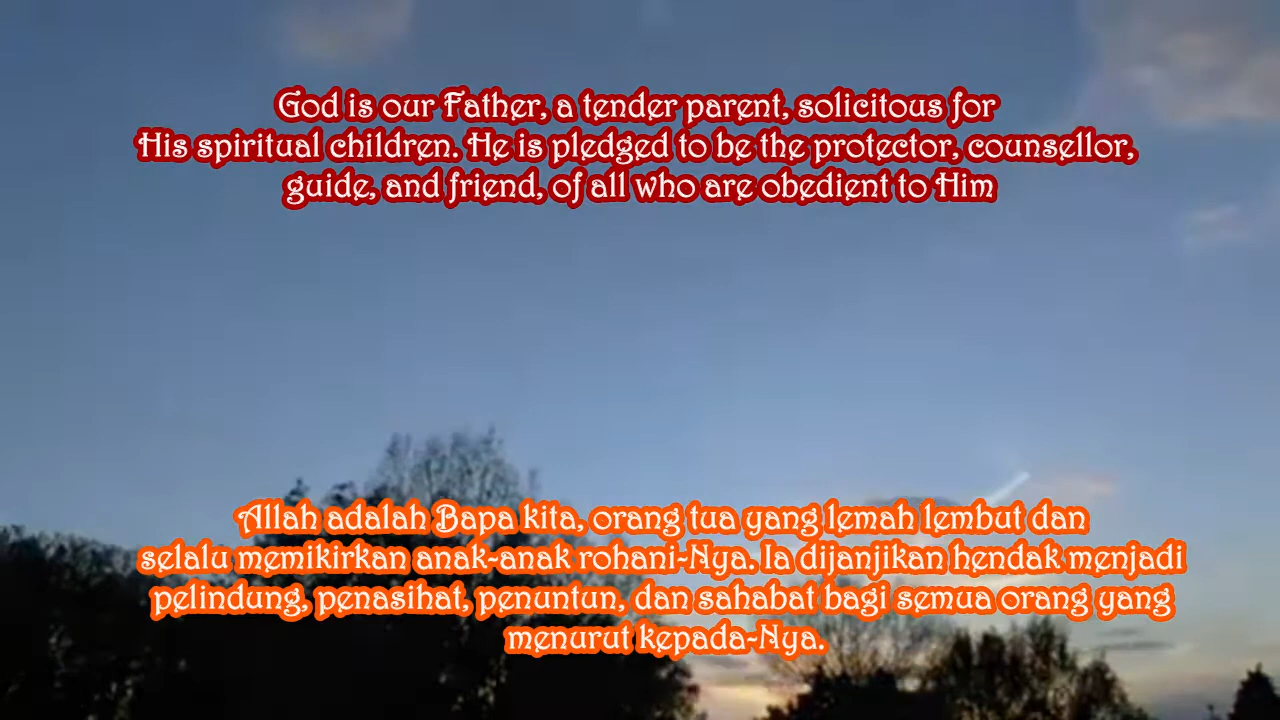 God is our Father, a tender parent, solicitous for
His spiritual children. He is pledged to be the protector, counsellor,
guide, and friend, of all who are obedient to Him
Allah adalah Bapa kita, orang tua yang lemah lembut dan
selalu memikirkan anak-anak rohani-Nya. Ia dijanjikan hendak menjadi
pelindung, penasihat, penuntun, dan sahabat bagi semua orang yang
menurut kepada-Nya.